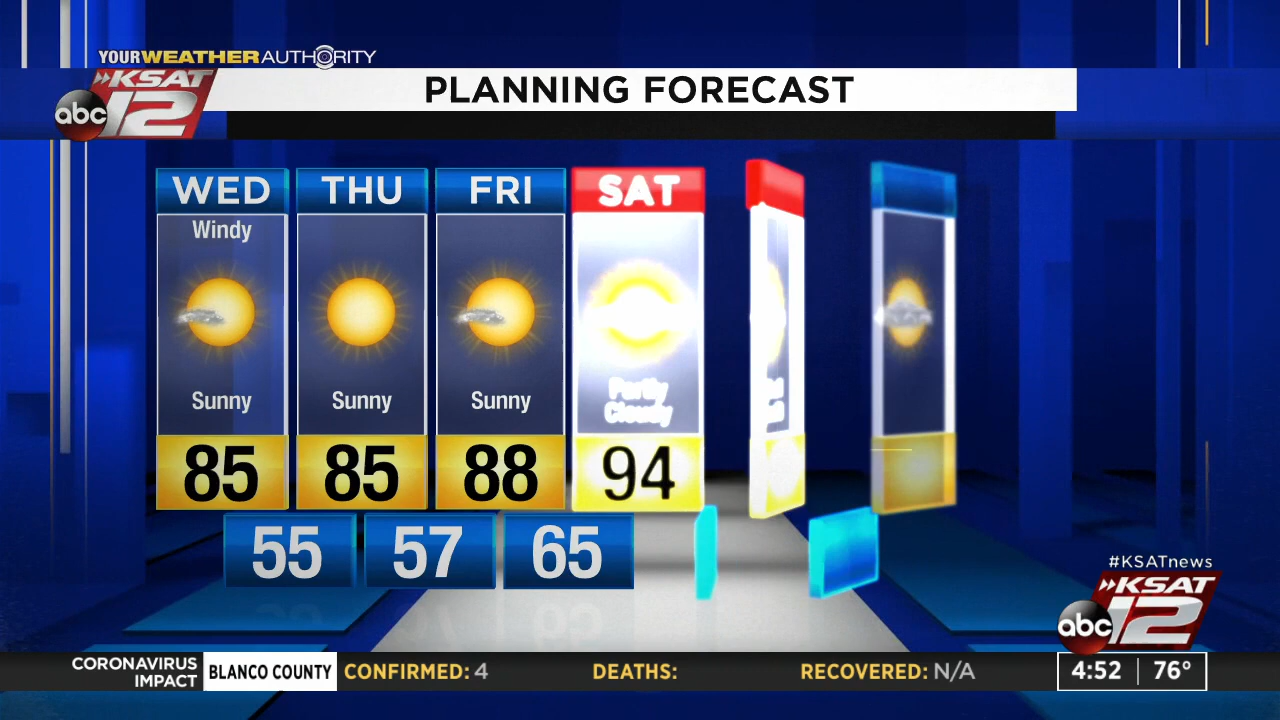 YOURWEATHERAUTHORITY
KSAT
abc 12
PLANNING FORECAST
WED THU FRI SAT
Windy
Sunny Sunny Sunny Partly
Cloudy
85 85 88 94
55 57 65
#KSATnews
KSAT
abc 12
CORONAVIRUS
IMPACT
BLANCO COUNTY CONFIRMED: 4 DEATHS: RECOVERED: N/A
4:52 76°